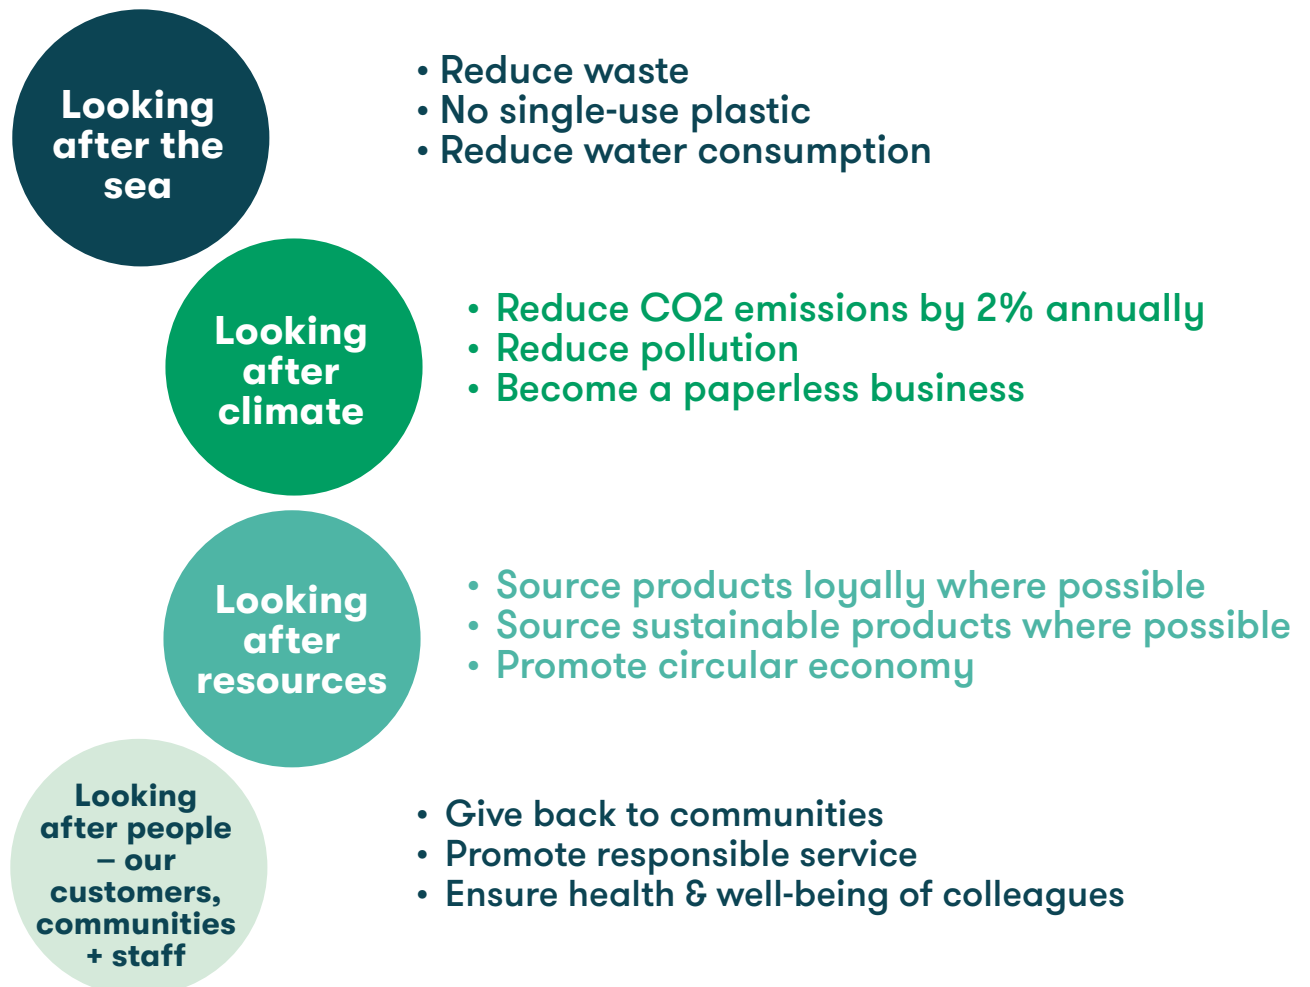 Looking
after the
sea
• Reduce waste
• No single-use plastic
• Reduce water consumption
Looking
after
climate
• Reduce CO2 emissions by 2% annually
• Reduce pollution
• Become a paperless business
Looking
after
resources
• Source products loyally where possible
• Source sustainable products where possible
• Promote circular economy
Looking
after people
– our
customers,
communities
+ staff
• Give back to communities
• Promote responsible service
• Ensure health & well-being of colleagues